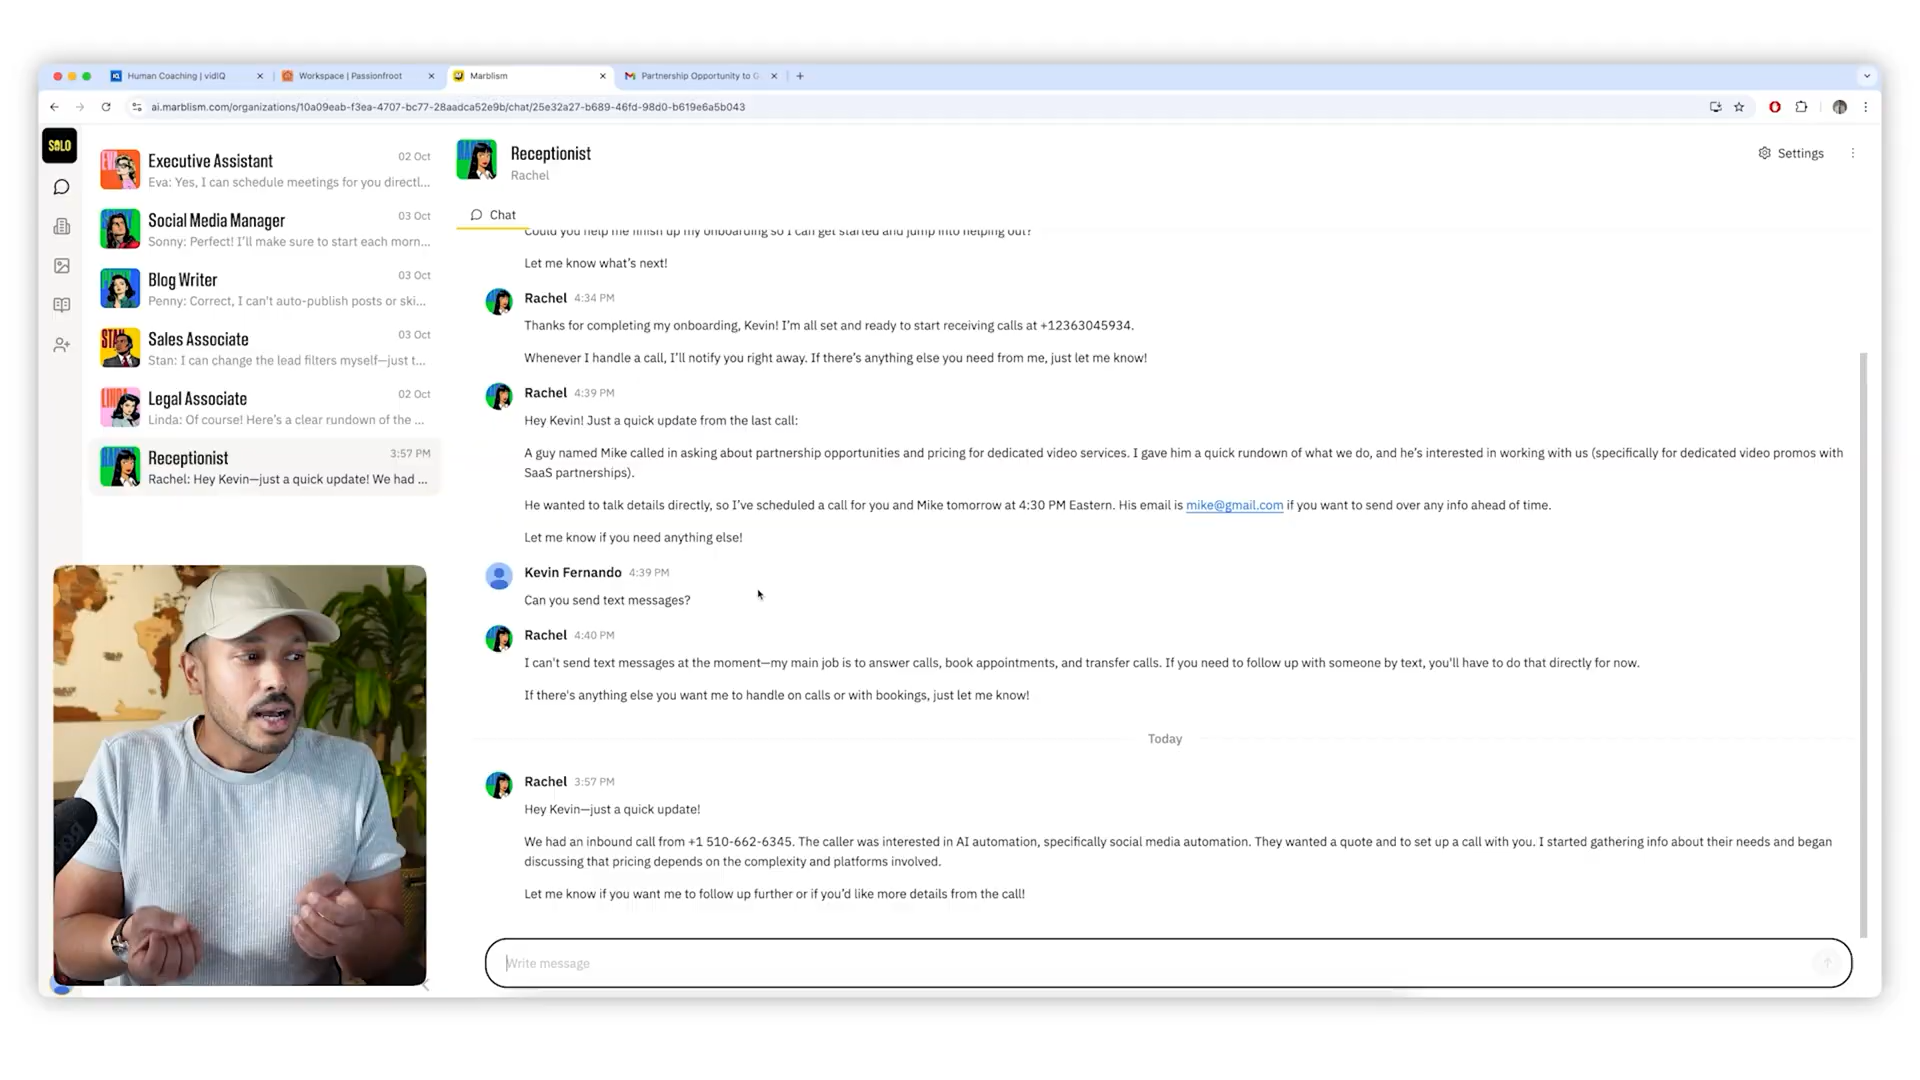 Human Coaching | vidIQ
Workspace | Passionfroot
Marblism
Partnership Opportunity to G
ai.marblism.com/organizations/10a09eab-f3ea-4707-bc77-28aadca52e9b/chat/25e32a27-b689-46fd-98d0-b619e6a5b043
SOLO
Executive Assistant
02 Oct
Eva: Yes, I can schedule meetings for you directl...
Social Media Manager
03 Oct
Sonny: Perfect! I'll make sure to start each morn...
Blog Writer
03 Oct
Penny: Correct, I can't auto-publish posts or ski...
STAN
Sales Associate
03 Oct
Stan: I can change the lead filters myself—just t...
LINDA
Legal Associate
02 Oct
Linda: Of course! Here's a clear rundown of the ...
Receptionist
3:57 PM
Rachel: Hey Kevin—just a quick update! We had ...
Receptionist
Rachel
Settings
Chat
Could you help me finish up my onboarding so I can get started and jump into helping out?
Let me know what's next!
Rachel 4:34 PM
Thanks for completing my onboarding, Kevin! I'm all set and ready to start receiving calls at +12363045934.
Whenever I handle a call, I'll notify you right away. If there's anything else you need from me, just let me know!
Rachel 4:39 PM
Hey Kevin! Just a quick update from the last call:
A guy named Mike called in asking about partnership opportunities and pricing for dedicated video services. I gave him a quick rundown of what we do, and he's interested in working with us (specifically for dedicated video promos with
SaaS partnerships).
He wanted to talk details directly, so I've scheduled a call for you and Mike tomorrow at 4:30 PM Eastern. His email is mike@gmail.com if you want to send over any info ahead of time.
Let me know if you need anything else!
Kevin Fernando 4:39 PM
Can you send text messages?
Rachel 4:40 PM
I can't send text messages at the moment—my main job is to answer calls, book appointments, and transfer calls. If you need to follow up with someone by text, you'll have to do that directly for now.
If there's anything else you want me to handle on calls or with bookings, just let me know!
Today
Rachel 3:57 PM
Hey Kevin—just a quick update!
We had an inbound call from +1 510-662-6345. The caller was interested in AI automation, specifically social media automation. They wanted a quote and to set up a call with you. I started gathering info about their needs and began
discussing that pricing depends on the complexity and platforms involved.
Let me know if you want me to follow up further or if you'd like more details from the call!
Write message